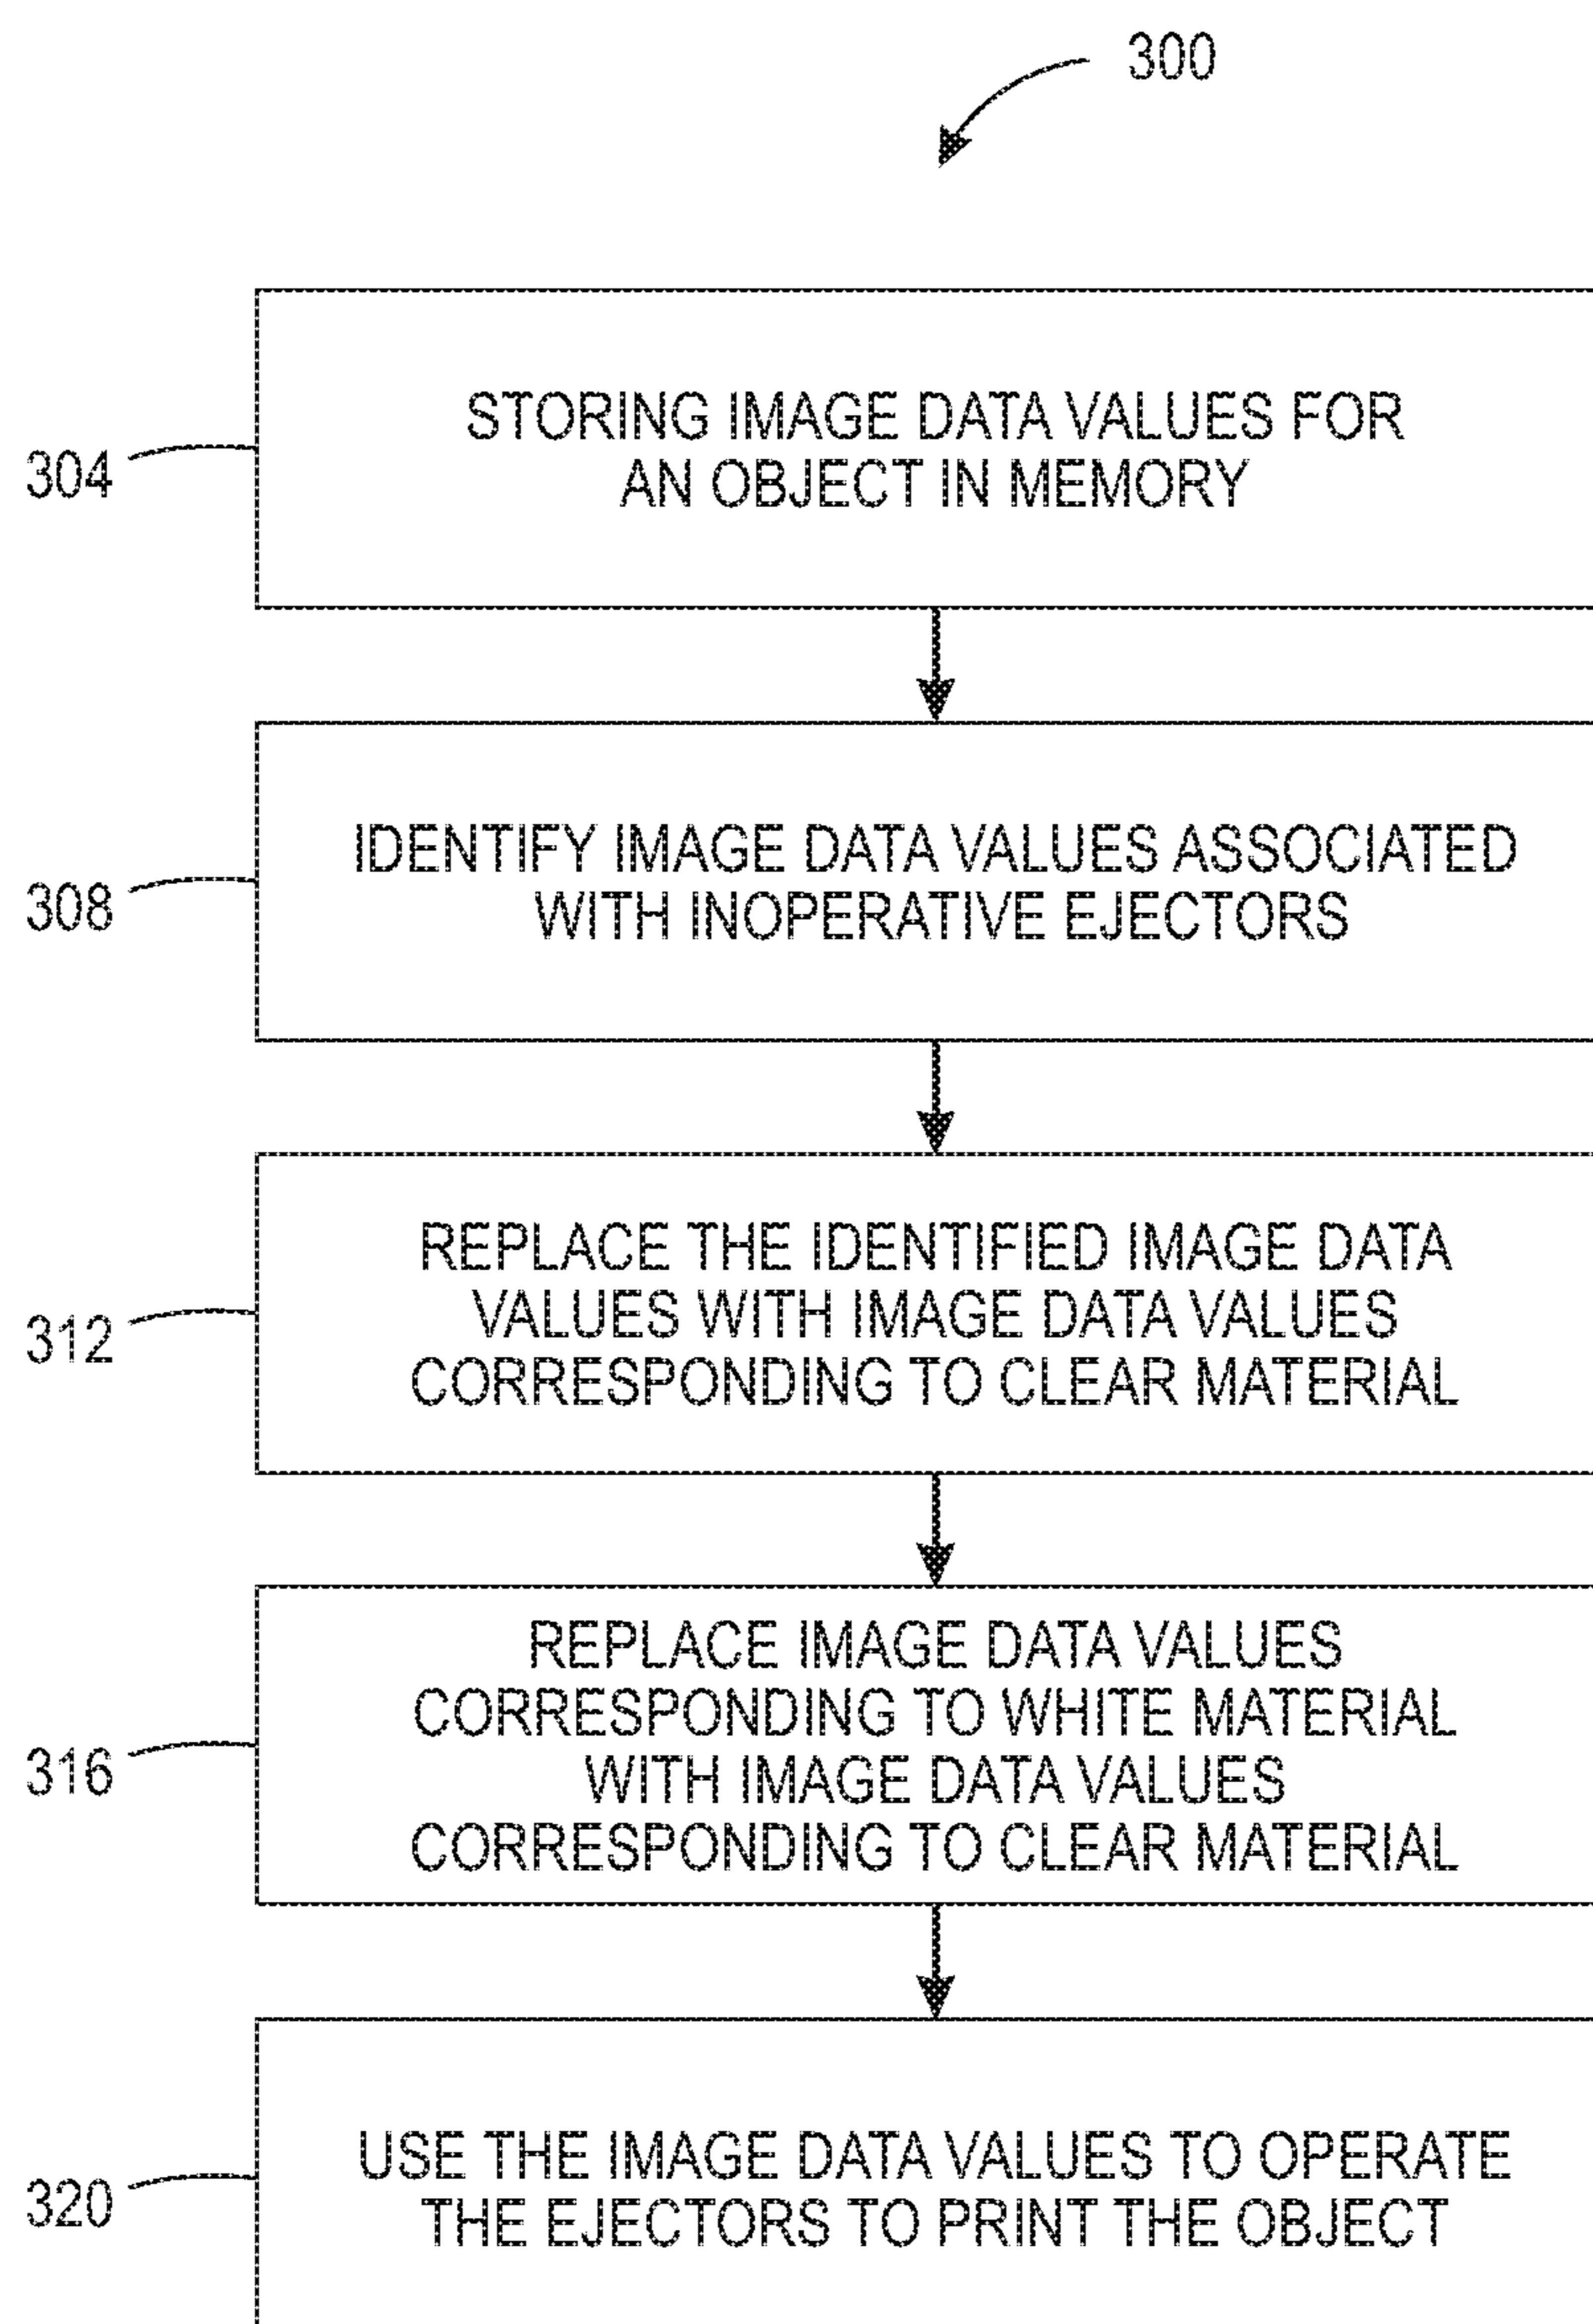 300
304
STORING IMAGE DATA VALUES FOR
AN OBJECT IN MEMORY
308
IDENTIFY IMAGE DATA VALUES ASSOCIATED
WITH INOPERATIVE EJECTORS
312
REPLACE THE IDENTIFIED IMAGE DATA
VALUES WITH IMAGE DATA VALUES
CORRESPONDING TO CLEAR MATERIAL
316
REPLACE IMAGE DATA VALUES
CORRESPONDING TO WHITE MATERIAL
WITH IMAGE DATA VALUES
CORRESPONDING TO CLEAR MATERIAL
320
USE THE IMAGE DATA VALUES TO OPERATE
THE EJECTORS TO PRINT THE OBJECT